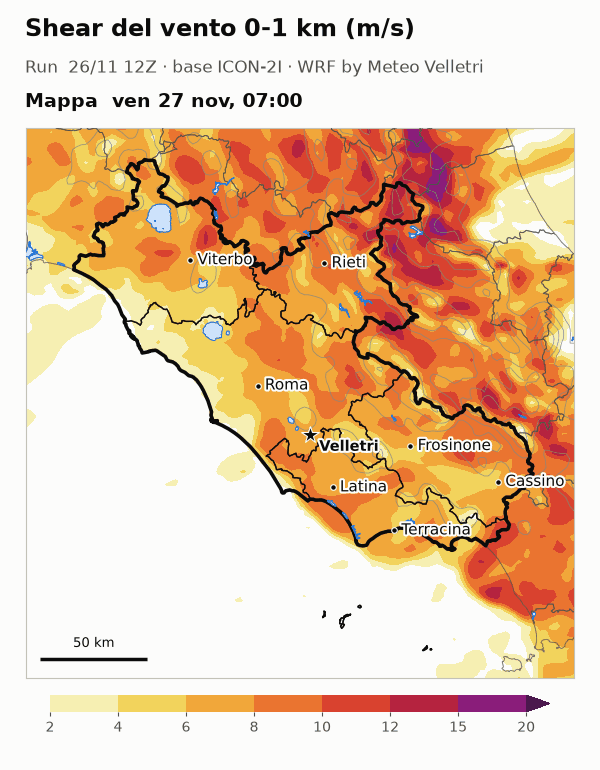 Shear del vento 0-1 km (m/s)
Run  26/11 12Z · base ICON-2I · WRF by Meteo Velletri
Mappa  ven 27 nov, 07:00
Viterbo
Rieti
Roma
Velletri
Frosinone
Cassino
Latina
Terracina
50 km
2 4 6 8 10 12 15 20